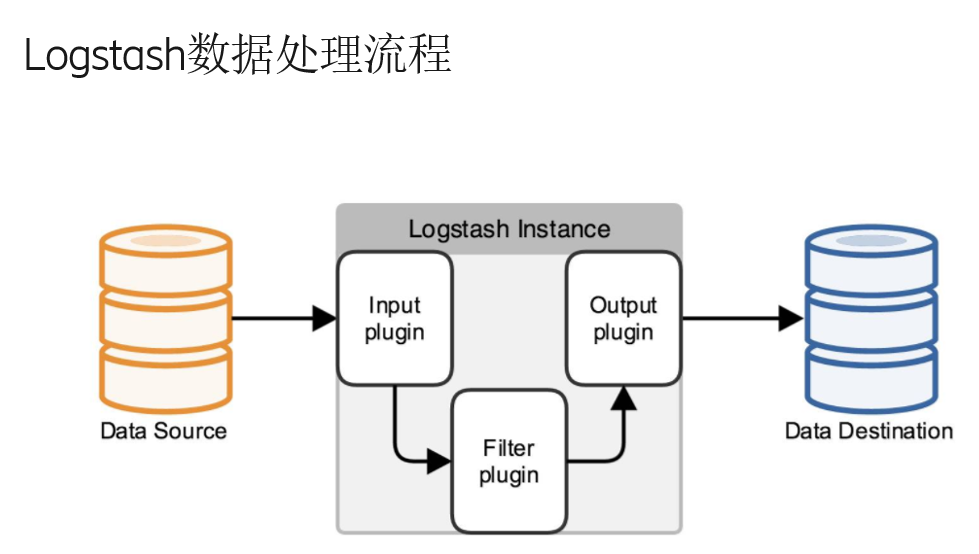 Logstash数据处理流程
Logstash Instance
Input
plugin
Output
plugin
Filter
plugin
Data Source
Data Destination